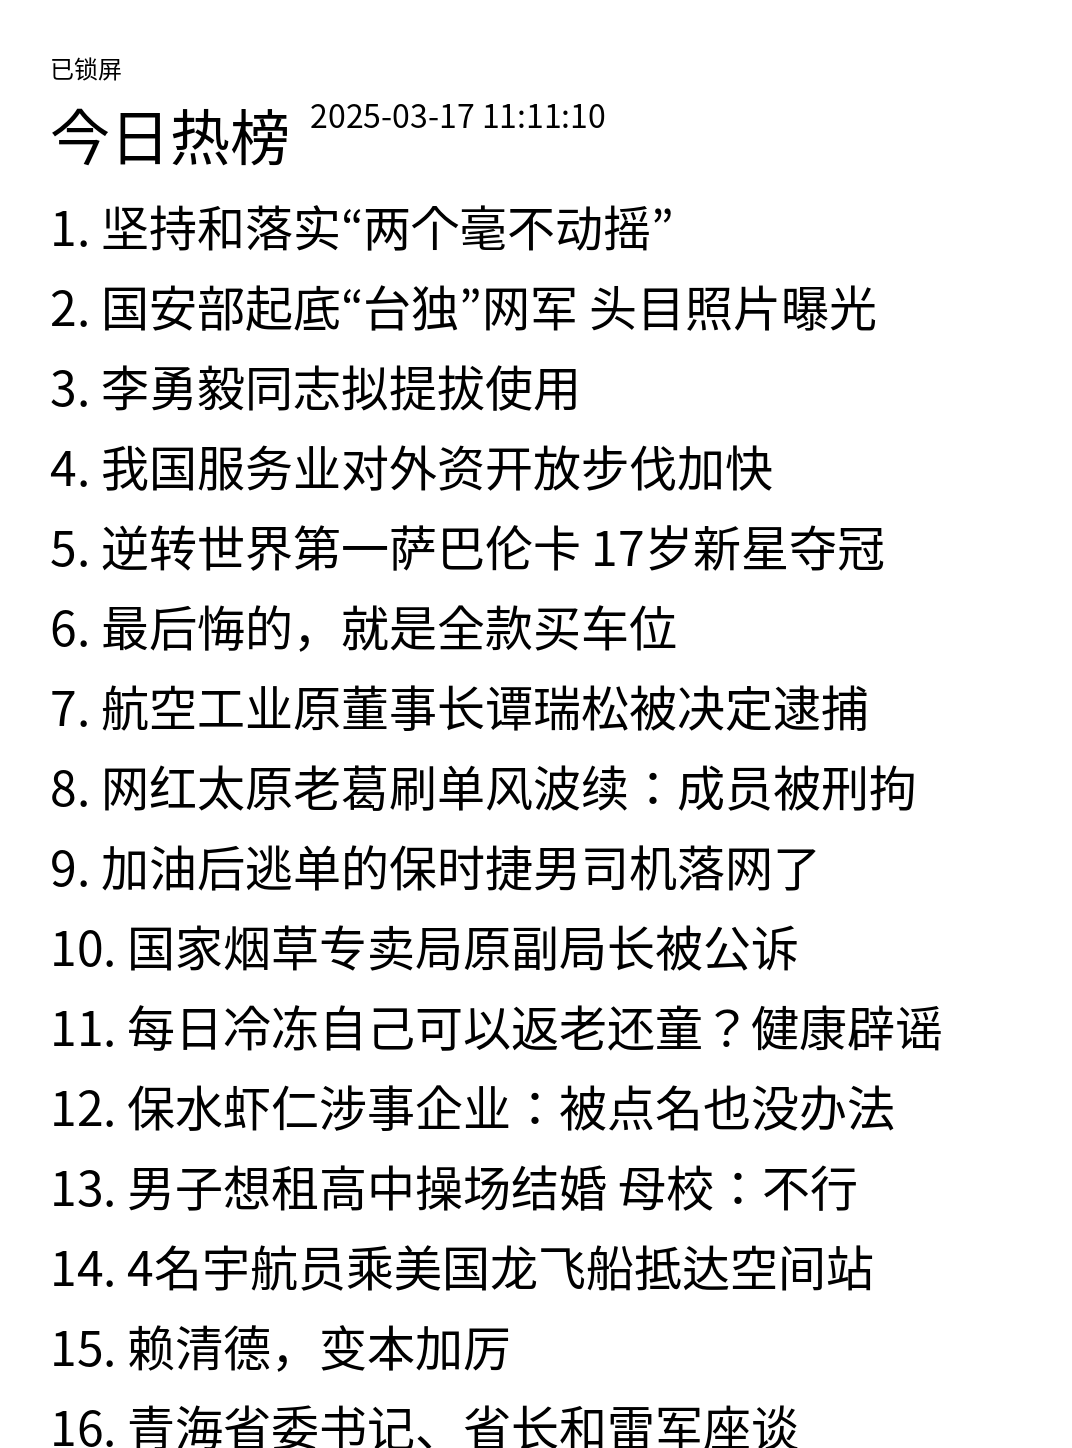 已锁屏
今日热榜 2025-03-17 11:11:10
1. 坚持和落实“两个毫不动摇”
2. 国安部起底“台独”网军 头目照片曝光
3. 李勇毅同志拟提拔使用
4. 我国服务业对外资开放步伐加快
5. 逆转世界第一萨巴伦卡 17岁新星夺冠
6. 最后悔的，就是全款买车位
7. 航空工业原董事长谭瑞松被决定逮捕
8. 网红太原老葛刷单风波续：成员被刑拘
9. 加油后逃单的保时捷男司机落网了
10. 国家烟草专卖局原副局长被公诉
11. 每日冷冻自己可以返老还童？健康辟谣
12. 保水虾仁涉事企业：被点名也没办法
13. 男子想租高中操场结婚 母校：不行
14. 4名宇航员乘美国龙飞船抵达空间站
15. 赖清德，变本加厉
16. 青海省委书记、省长和雷军座谈